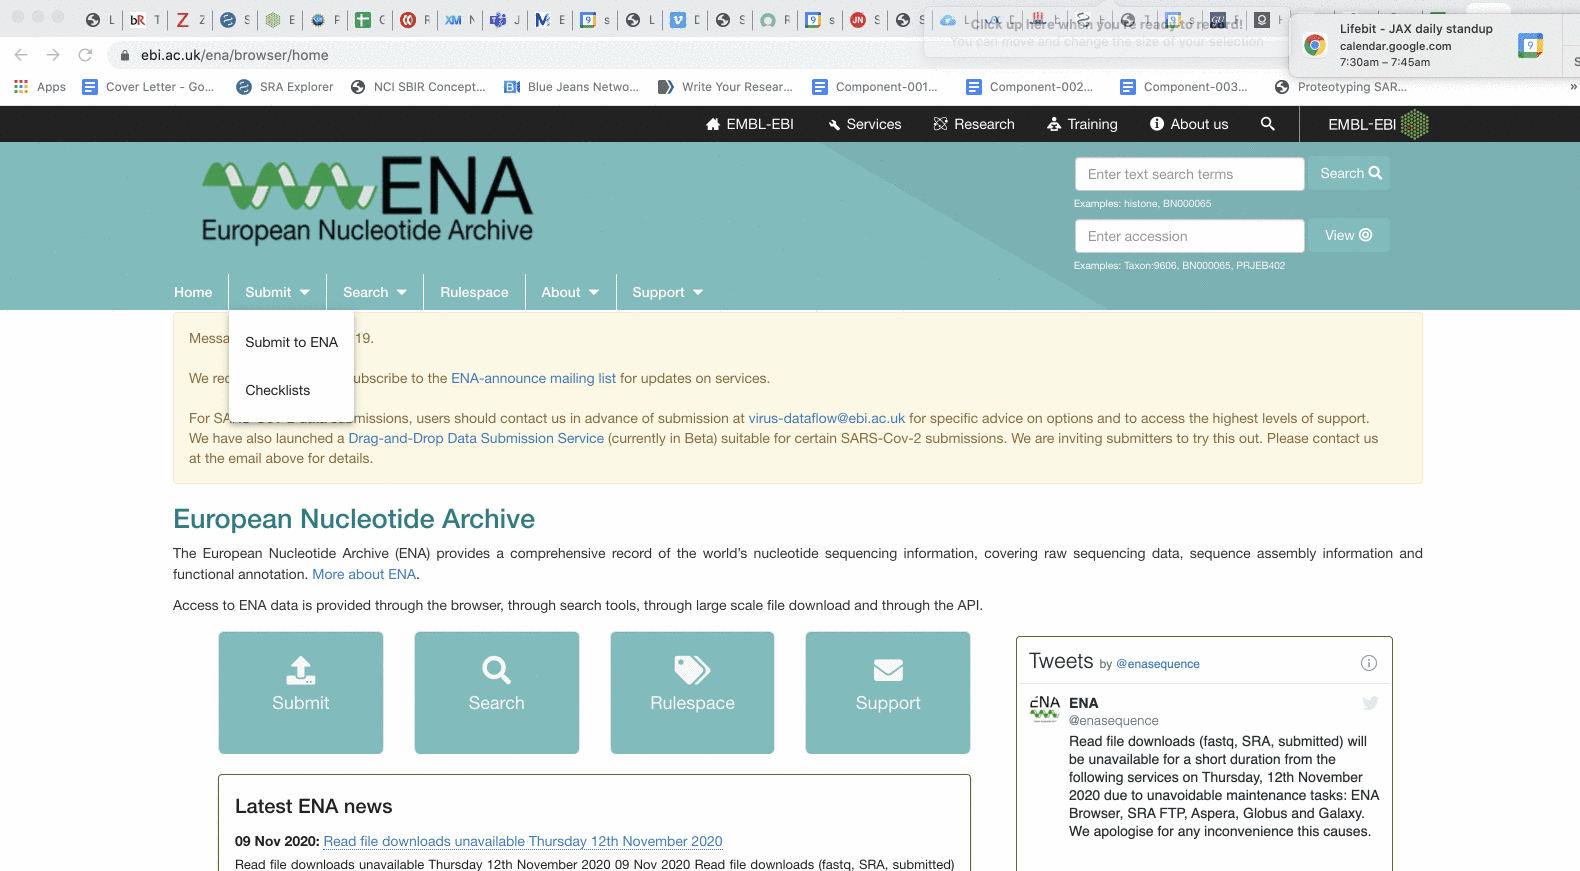 Click up here when you're ready to record!
You can move and change the size of your selection
Lifebit - JAX daily standup
calendar.google.com
7:30am – 7:45am
ebi.ac.uk/ena/browser/home
Apps
Cover Letter - Go...
SRA Explorer
NCI SBIR Concept...
Blue Jeans Netwo...
Write Your Resear...
Component-001...
Component-002...
Component-003...
Proteotyping SAR...
»
EMBL-EBI
Services
Research
Training
About us
EMBL-EBI
ENA
European Nucleotide Archive
Enter text search terms
Search
Examples: histone, BN000065
Enter accession
View
Examples: Taxon:9606, BN000065, PRJEB402
Home
Submit
Search
Rulespace
About
Support
Submit to ENA
Checklists
19.
ubscribe to the ENA-announce mailing list for updates on services.
For SARS-CoV-2 data submissions, users should contact us in advance of submission at virus-dataflow@ebi.ac.uk for specific advice on options and to access the highest levels of support.
We have also launched a Drag-and-Drop Data Submission Service (currently in Beta) suitable for certain SARS-Cov-2 submissions. We are inviting submitters to try this out. Please contact us
at the email above for details.
European Nucleotide Archive
The European Nucleotide Archive (ENA) provides a comprehensive record of the world's nucleotide sequencing information, covering raw sequencing data, sequence assembly information and
functional annotation. More about ENA.
Access to ENA data is provided through the browser, through search tools, through large scale file download and through the API.
Submit
Search
Rulespace
Support
Latest ENA news
09 Nov 2020: Read file downloads unavailable Thursday 12th November 2020
Read file downloads unavailable Thursday 12th November 2020 09 Nov 2020 Read file downloads (fastq, SRA, submitted)
Tweets by @enasequence
ENA
ENA
@enasequence
Read file downloads (fastq, SRA, submitted) will
be unavailable for a short duration from the
following services on Thursday, 12th November
2020 due to unavoidable maintenance tasks: ENA
Browser, SRA FTP, Aspera, Globus and Galaxy.
We apologise for any inconvenience this causes.